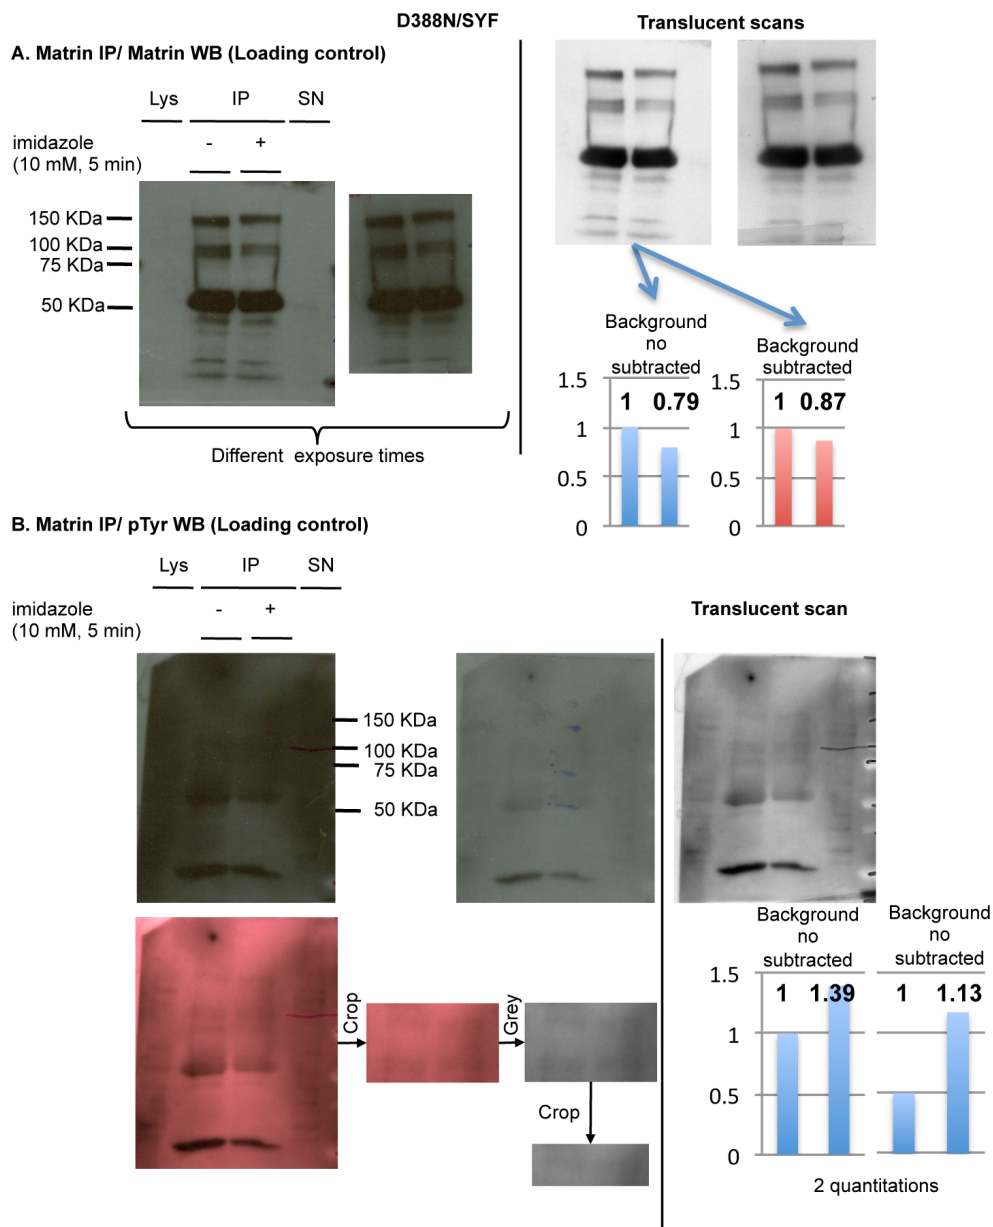 D388N/SYF
Translucent scans
A. Matrin IP/ Matrin WB (Loading control)
Lys IP SN
imidazole - +
(10 mM, 5 min)
150 KDa
100 KDa
75 KDa
50 KDa
Different exposure times
Background
no
subtracted
Background
subtracted
1.5
1
0.5
0
1 0.79
1.5
1
0.5
0
1 0.87
B. Matrin IP/ pTyr WB (Loading control)
Lys IP SN
imidazole - +
(10 mM, 5 min)
Translucent scan
150 KDa
100 KDa
75 KDa
50 KDa
Crop
Grey
Crop
Background
no
subtracted
Background
no
subtracted
1.5
1
0.5
0
1 1.39
1 1.13
2 quantitations